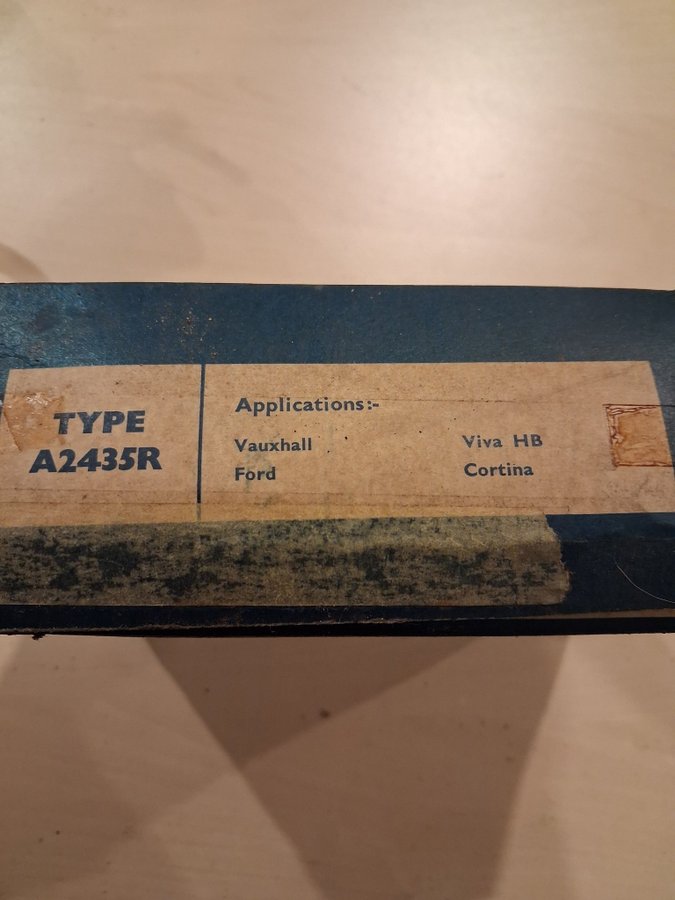 TYPE
A2435R
Applications:-
Vauxhall Viva HB
Ford Cortina